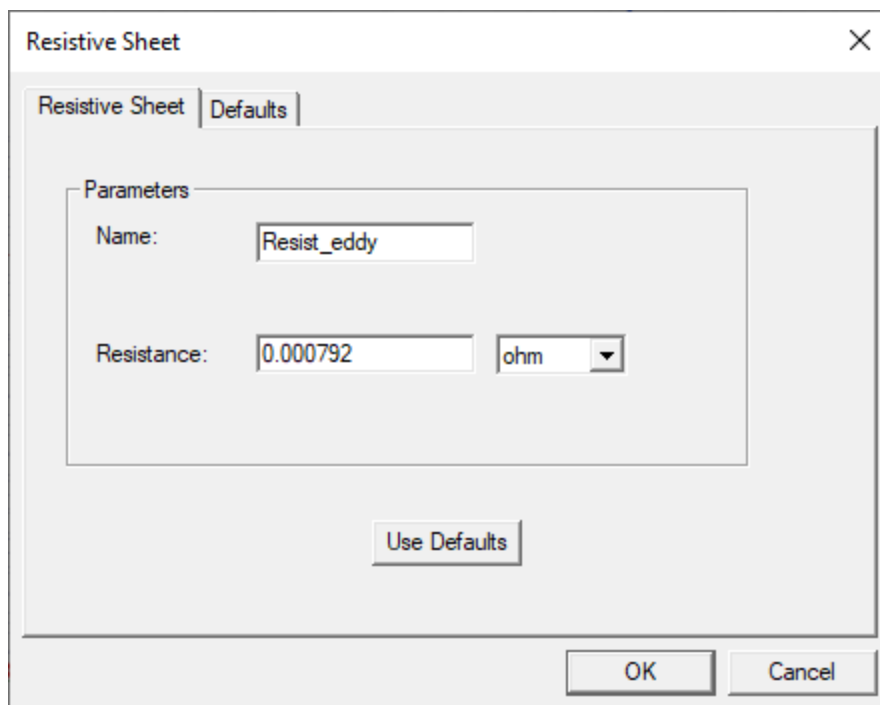 Resistive Sheet
Resistive Sheet Defaults
Parameters
Name: Resist_eddy
Resistance: 0.000792 ohm
Use Defaults
OK Cancel